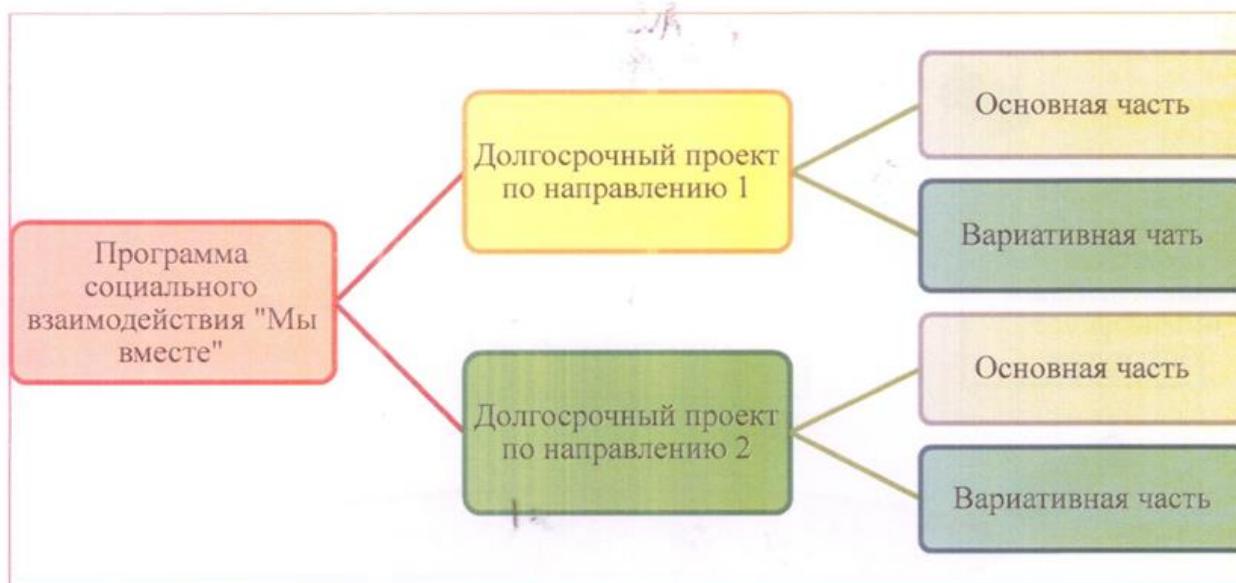 Программа
социального
взаимодействия "Мы
вместе"
Долгосрочный проект
по направлению 1
Основная часть
Вариативная чать
Долгосрочный проект
по направлению 2
Основная часть
Вариативная часть